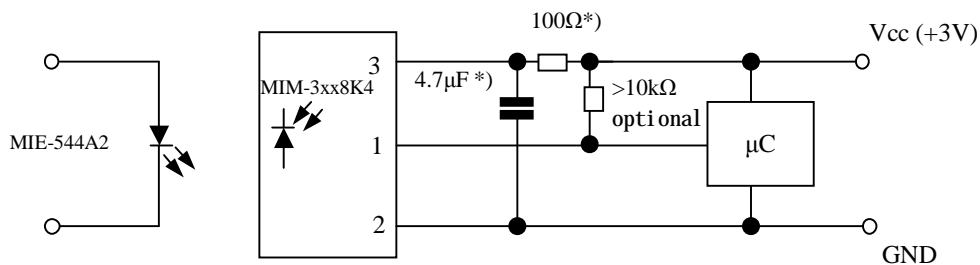 100Ω*)
Vcc (+3V)
3
4.7µF *)
MIM-3xx8K4
>10kΩ
optional
MIE-544A2
1
µC
2
GND